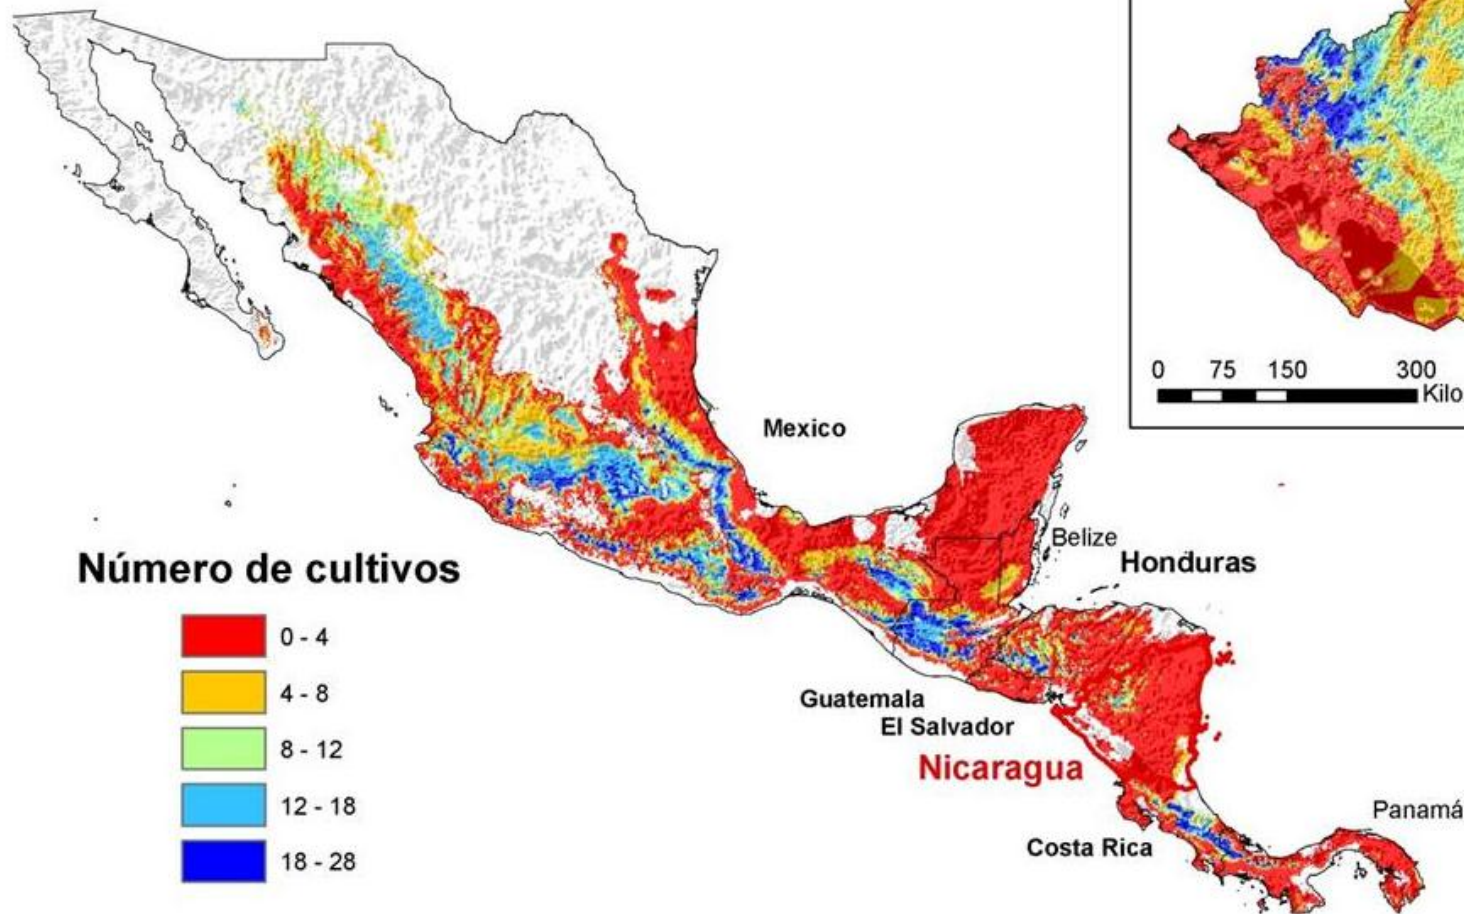 0 75 150 300
Kilo
Mexico
Belize
Honduras
Número de cultivos
0 - 4
4 - 8
8 - 12
12 - 18
18 - 28
Guatemala
El Salvador
Nicaragua
Costa Rica
Panamá